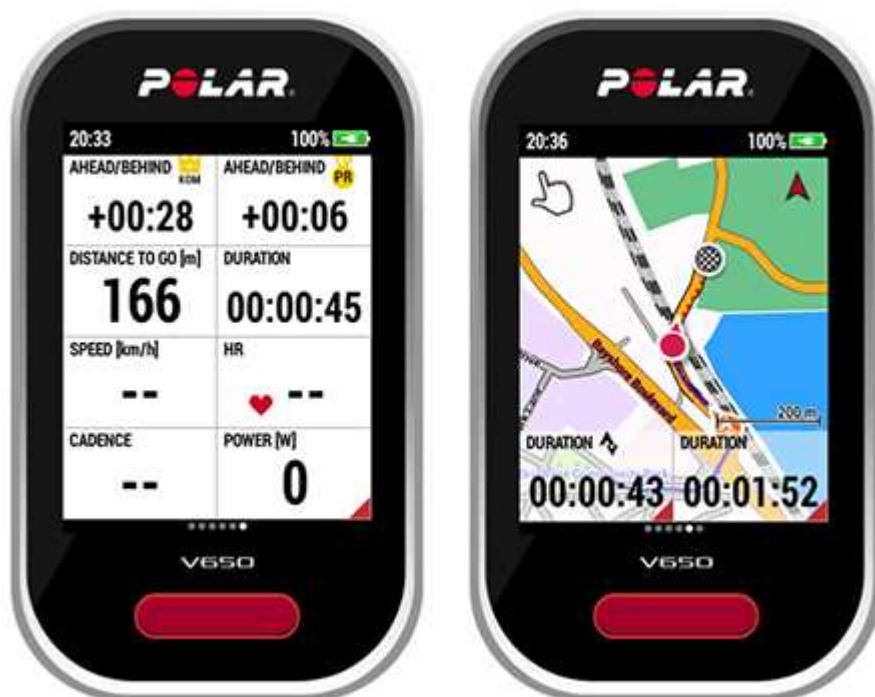 POLAR
20:33 100%
AHEAD/BEHIND KOM AHEAD/BEHIND PR
+00:28 +00:06
DISTANCE TO GO [m] DURATION
166 00:00:45
SPEED [km/h] HR
-- --
CADENCE POWER [W]
-- 0
V650
POLAR
20:36 100%
Bayshore Boulevard
200 m
DURATION DURATION
00:00:43 00:01:52
V650